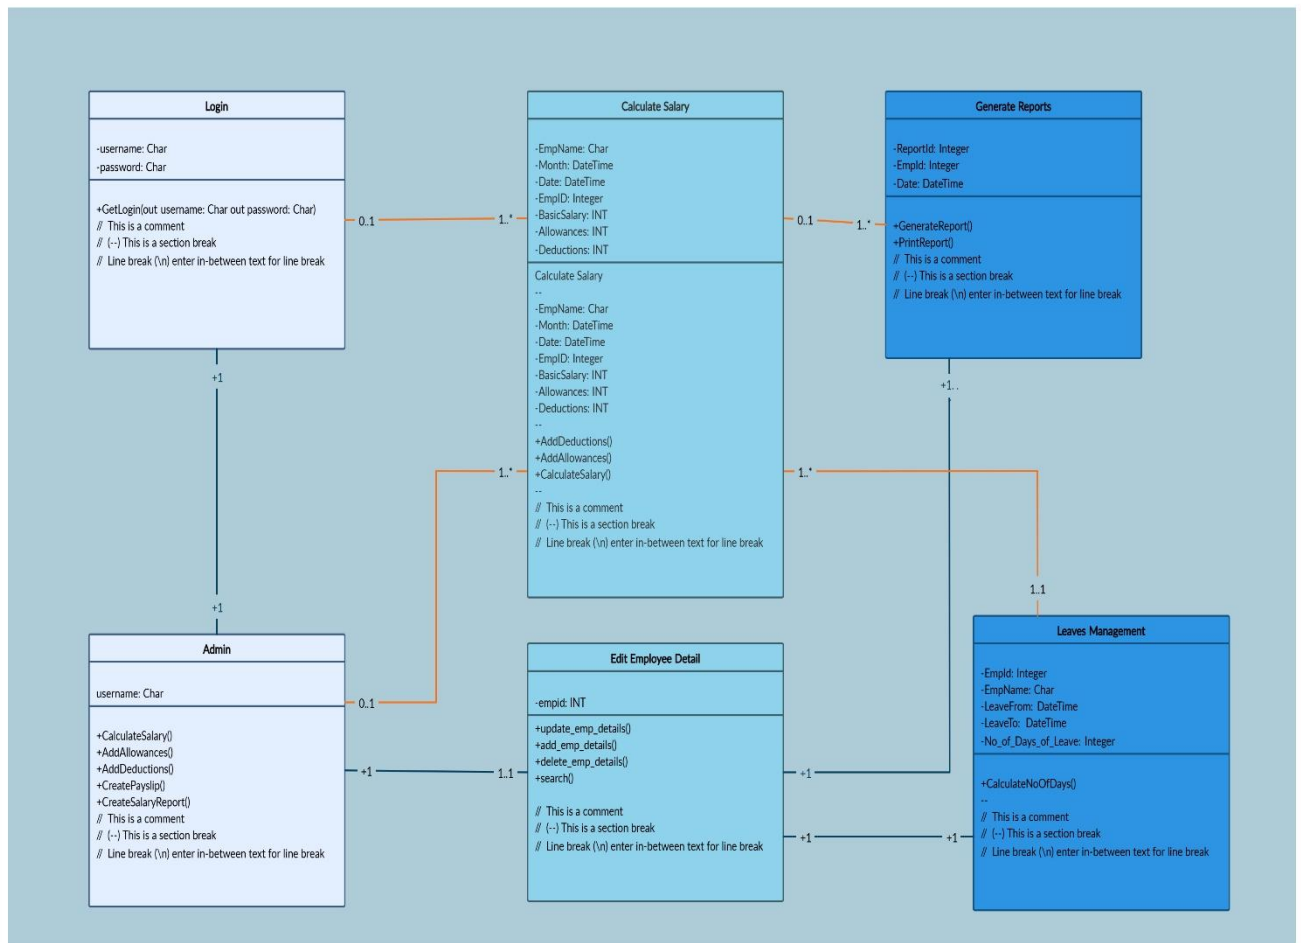 Login
-username: Char
-password: Char
+GetLogin(out username: Char out password: Char)
// This is a comment
// (--) This is a section break
// Line break (\n) enter in-between text for line break
0..1
1..*
Calculate Salary
-EmpName: Char
-Month: DateTime
-Date: DateTime
-EmpID: Integer
-BasicSalary: INT
-Allowances: INT
-Deductions: INT
Calculate Salary
--
-EmpName: Char
-Month: DateTime
-Date: DateTime
-EmpID: Integer
-BasicSalary: INT
-Allowances: INT
-Deductions: INT
--
+AddDeductions()
+AddAllowances()
+CalculateSalary()
--
// This is a comment
// (--) This is a section break
// Line break (\n) enter in-between text for line break
0..1
1..*
Generate Reports
-ReportId: Integer
-EmpId: Integer
-Date: DateTime
+GenerateReport()
+PrintReport()
// This is a comment
// (--) This is a section break
// Line break (\n) enter in-between text for line break
+1
+1..
1..*
1..*
1..1
+1
Admin
username: Char
+CalculateSalary()
+AddAllowances()
+AddDeductions()
+CreatePayslip()
+CreateSalaryReport()
// This is a comment
// (--) This is a section break
// Line break (\n) enter in-between text for line break
0..1
+1
1..1
Edit Employee Detail
-empid: INT
+update_emp_details()
+add_emp_details()
+delete_emp_details()
+search()
// This is a comment
// (--) This is a section break
// Line break (\n) enter in-between text for line break
+1
+1
+1
Leaves Management
-EmpId: Integer
-EmpName: Char
-LeaveFrom: DateTime
-LeaveTo: DateTime
-No_of_Days_of_Leave: Integer
+CalculateNoOfDays()
--
// This is a comment
// (--) This is a section break
// Line break (\n) enter in-between text for line break